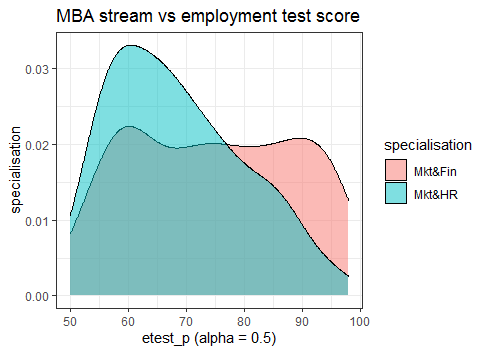 MBA stream vs employment test score
specialisation
0.03
0.02
0.01
0.00
50
60
70
80
90
100
etest_p (alpha = 0.5)
specialisation
Mkt&Fin
Mkt&HR